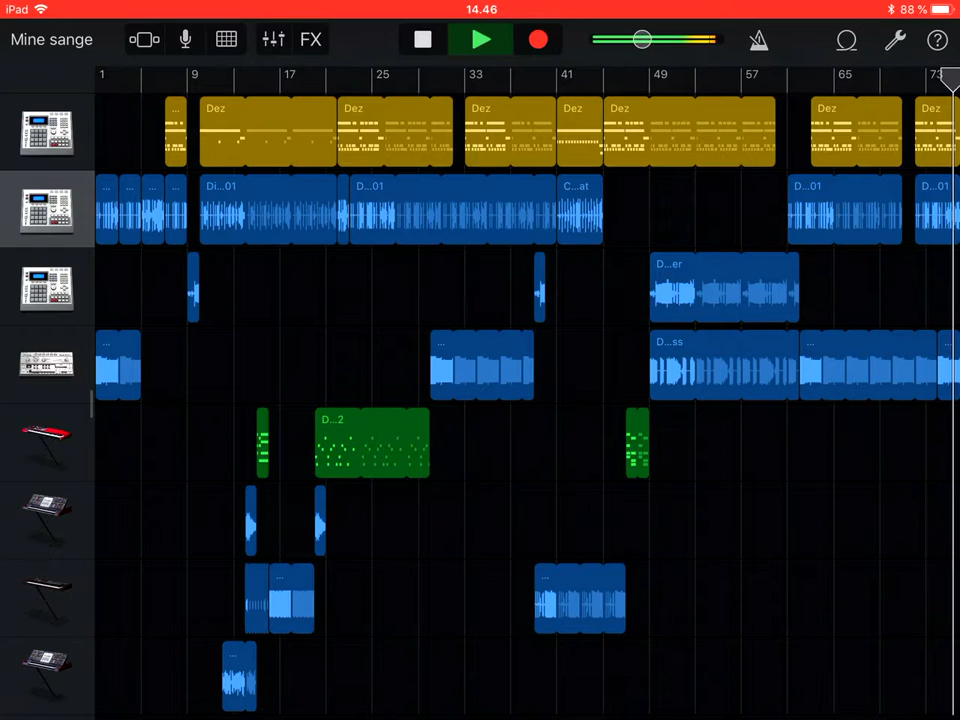 iPad 14.46 88 %
Mine sange FX ?
1 9 17 25 33 41 49 57 65 73
... Dez Dez Dez Dez Dez Dez Dez
... ... ... ... Di...01 D...01 C...at D...01 D...01
D...er
... ... D...ss ... ...
D...2
... ...
...